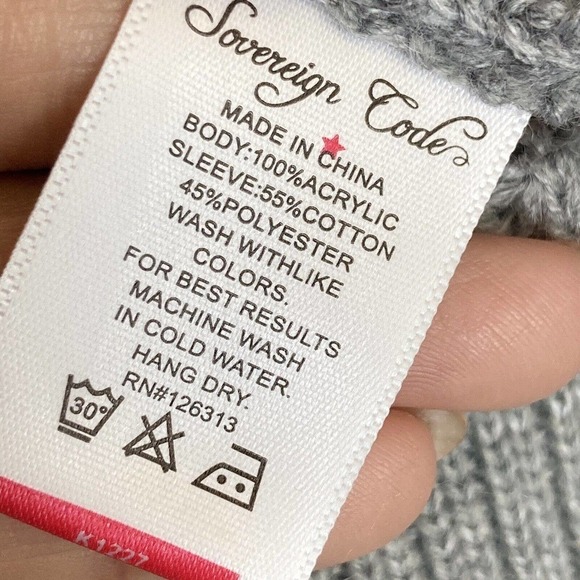 Sovereign Code
MADE IN CHINA
BODY:100%ACRYLIC
SLEEVE:55%COTTON
45%POLYESTER
WASH WITHLIKE
COLORS.
FOR BEST RESULTS
MACHINE WASH
IN COLD WATER.
HANG DRY.
RN#126313
30°
K1227